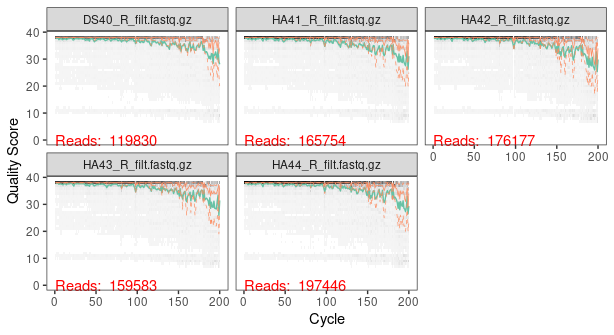 DS40_R_filt.fastq.gz HA41_R_filt.fastq.gz HA42_R_filt.fastq.gz
40
30
20
10
0
Reads: 119830 Reads: 165754 Reads: 176177
0 50 100 150 200
HA43_R_filt.fastq.gz HA44_R_filt.fastq.gz
40
30
20
10
0
Reads: 159583 Reads: 197446
0 50 100 150 200 0 50 100 150 200
Quality Score
Cycle